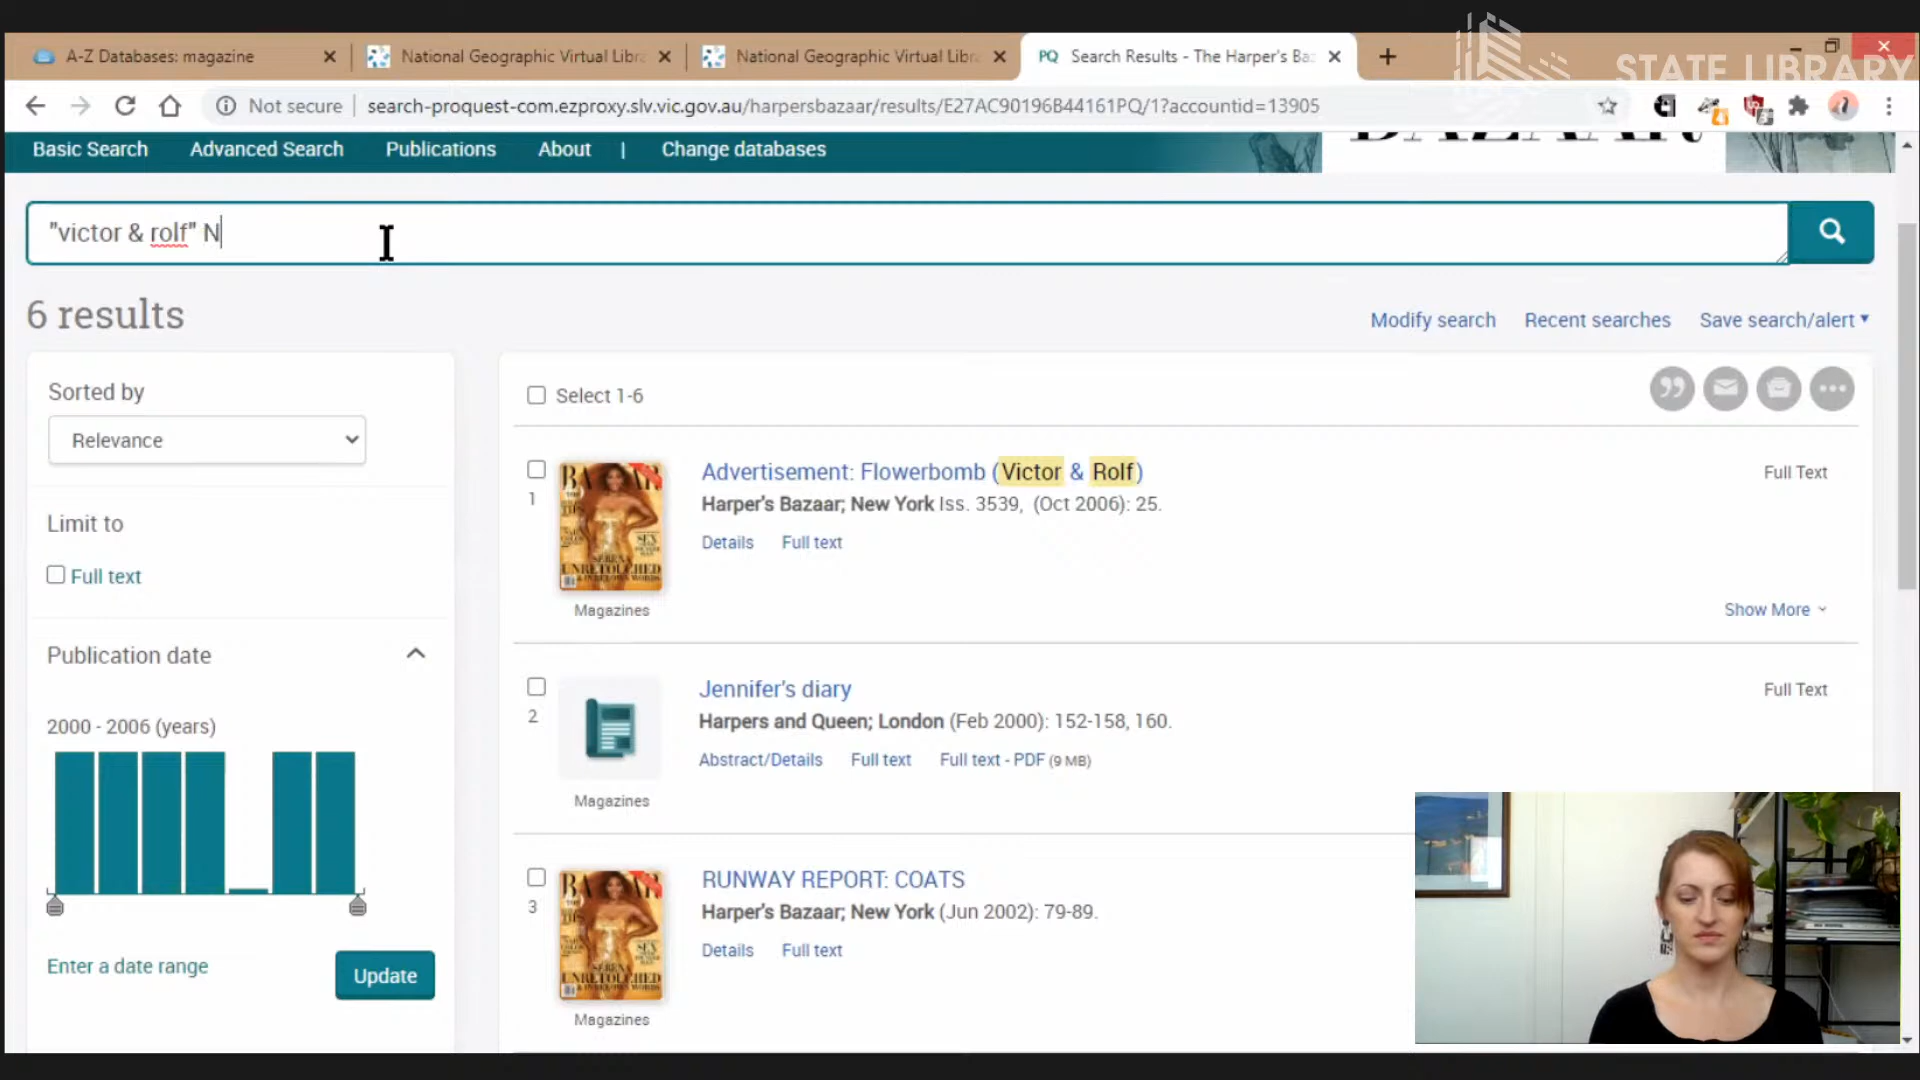 A-Z Databases: magazine
National Geographic Virtual Libr
National Geographic Virtual Libr
PQ Search Results - The Harper's Ba
STATE LIBRARY
Not secure
search-proquest-com.ezproxy.slv.vic.gov.au/harpersbazaar/results/E27AC90196B44161PQ/1?accountid=13905
Basic Search
Advanced Search
Publications
About
|
Change databases
BAZAAR
"victor & rolf" N
6 results
Modify search
Recent searches
Save search/alert
Sorted by
Relevance
Limit to
Full text
Publication date
2000 - 2006 (years)
Enter a date range
Update
Select 1-6
1
Advertisement: Flowerbomb (Victor & Rolf)
Full Text
Harper's Bazaar; New York Iss. 3539, (Oct 2006): 25.
Details
Full text
Magazines
Show More
2
Jennifer's diary
Full Text
Harpers and Queen; London (Feb 2000): 152-158, 160.
Abstract/Details
Full text
Full text - PDF (9 MB)
Magazines
3
RUNWAY REPORT: COATS
Harper's Bazaar; New York (Jun 2002): 79-89.
Details
Full text
Magazines